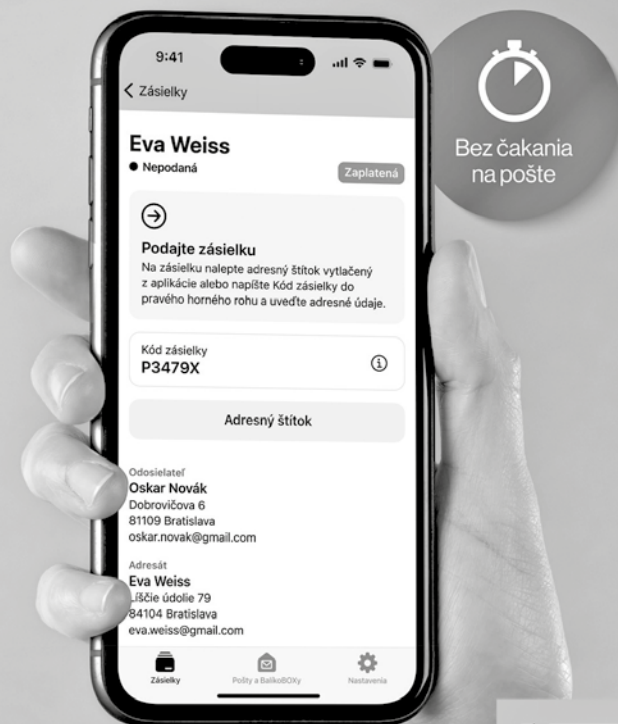 9:41
Zásielky
Eva Weiss
Nepodaná
Zaplatená
Podajte zásielku
Na zásielku nalepte adresný štítok vytlačený
z aplikácie alebo napíšte Kód zásielky do
pravého horného rohu a uveďte adresné údaje.
Kód zásielky
P3479X
Adresný štítok
Odosielateľ
Oskar Novák
Dobrovičova 6
81109 Bratislava
oskar.novak@gmail.com
Adresát
Eva Weiss
Líščie údolie 79
84104 Bratislava
eva.weiss@gmail.com
Zásielky
Pošty a BalíkoBOXy
Nastavenia
Bez čakania
na pošte